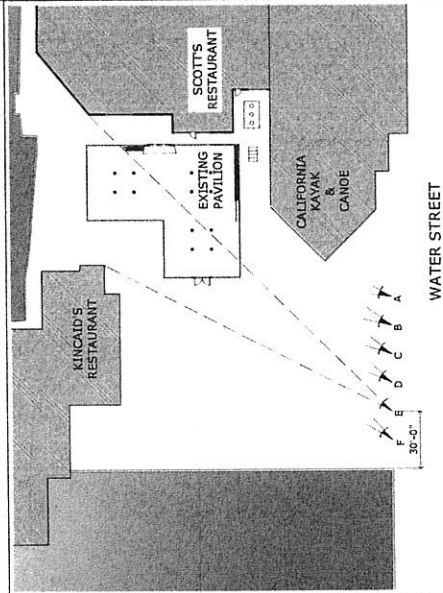 SCOTT'S
RESTAURANT
EXISTING
PAVILION
KINCAID'S
RESTAURANT
CALIFORNIA
KAYAK
&
CANOE
A
B
C
D
E
F
30'-0"
WATER STREET